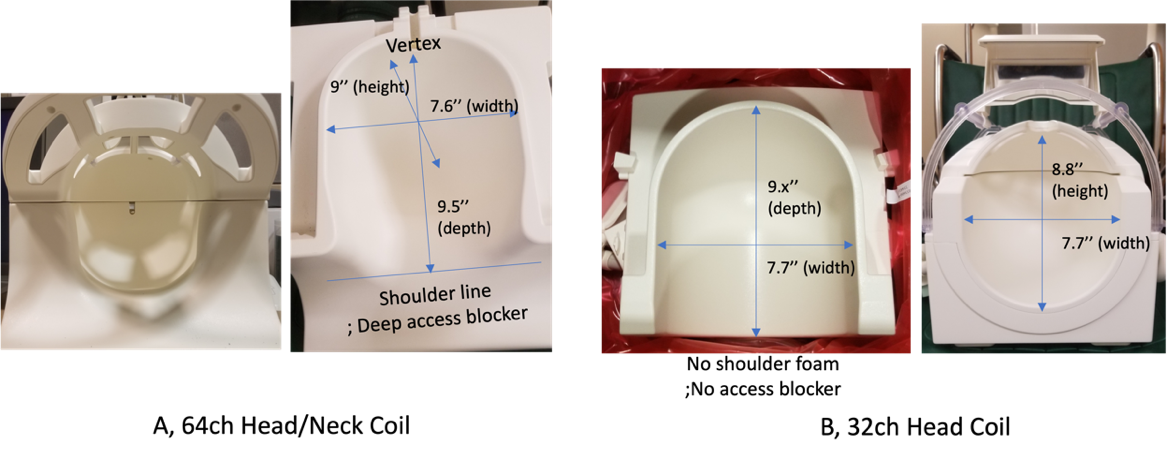 Vertex
9’’ (height)
7.6’’ (width)
9.5’’
(depth)
Shoulder line
; Deep access blocker
A, 64ch Head/Neck Coil
9.x’’
(depth)
7.7’’ (width)
No shoulder foam
;No access blocker
8.8’’
(height)
7.7’’ (width)
B, 32ch Head Coil